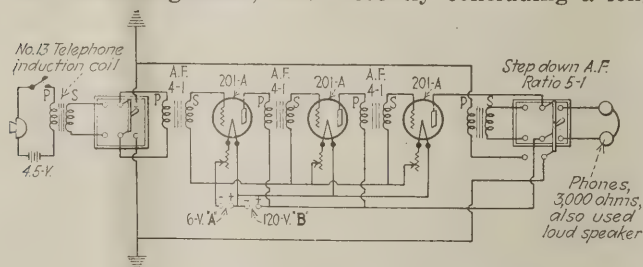 No.13 Telephone
induction coil
P
S
4.5-V.
A.F.
4-1
P
S
201-A
A.F.
4-1
P
S
201-A
A.F.
4-1
P
S
201-A
6-V. "A"
- +
- +
120-V. "B"
P
S
Step down A.F.
Ratio 5-1
Phones,
3,000 ohms,
also used
loud speaker